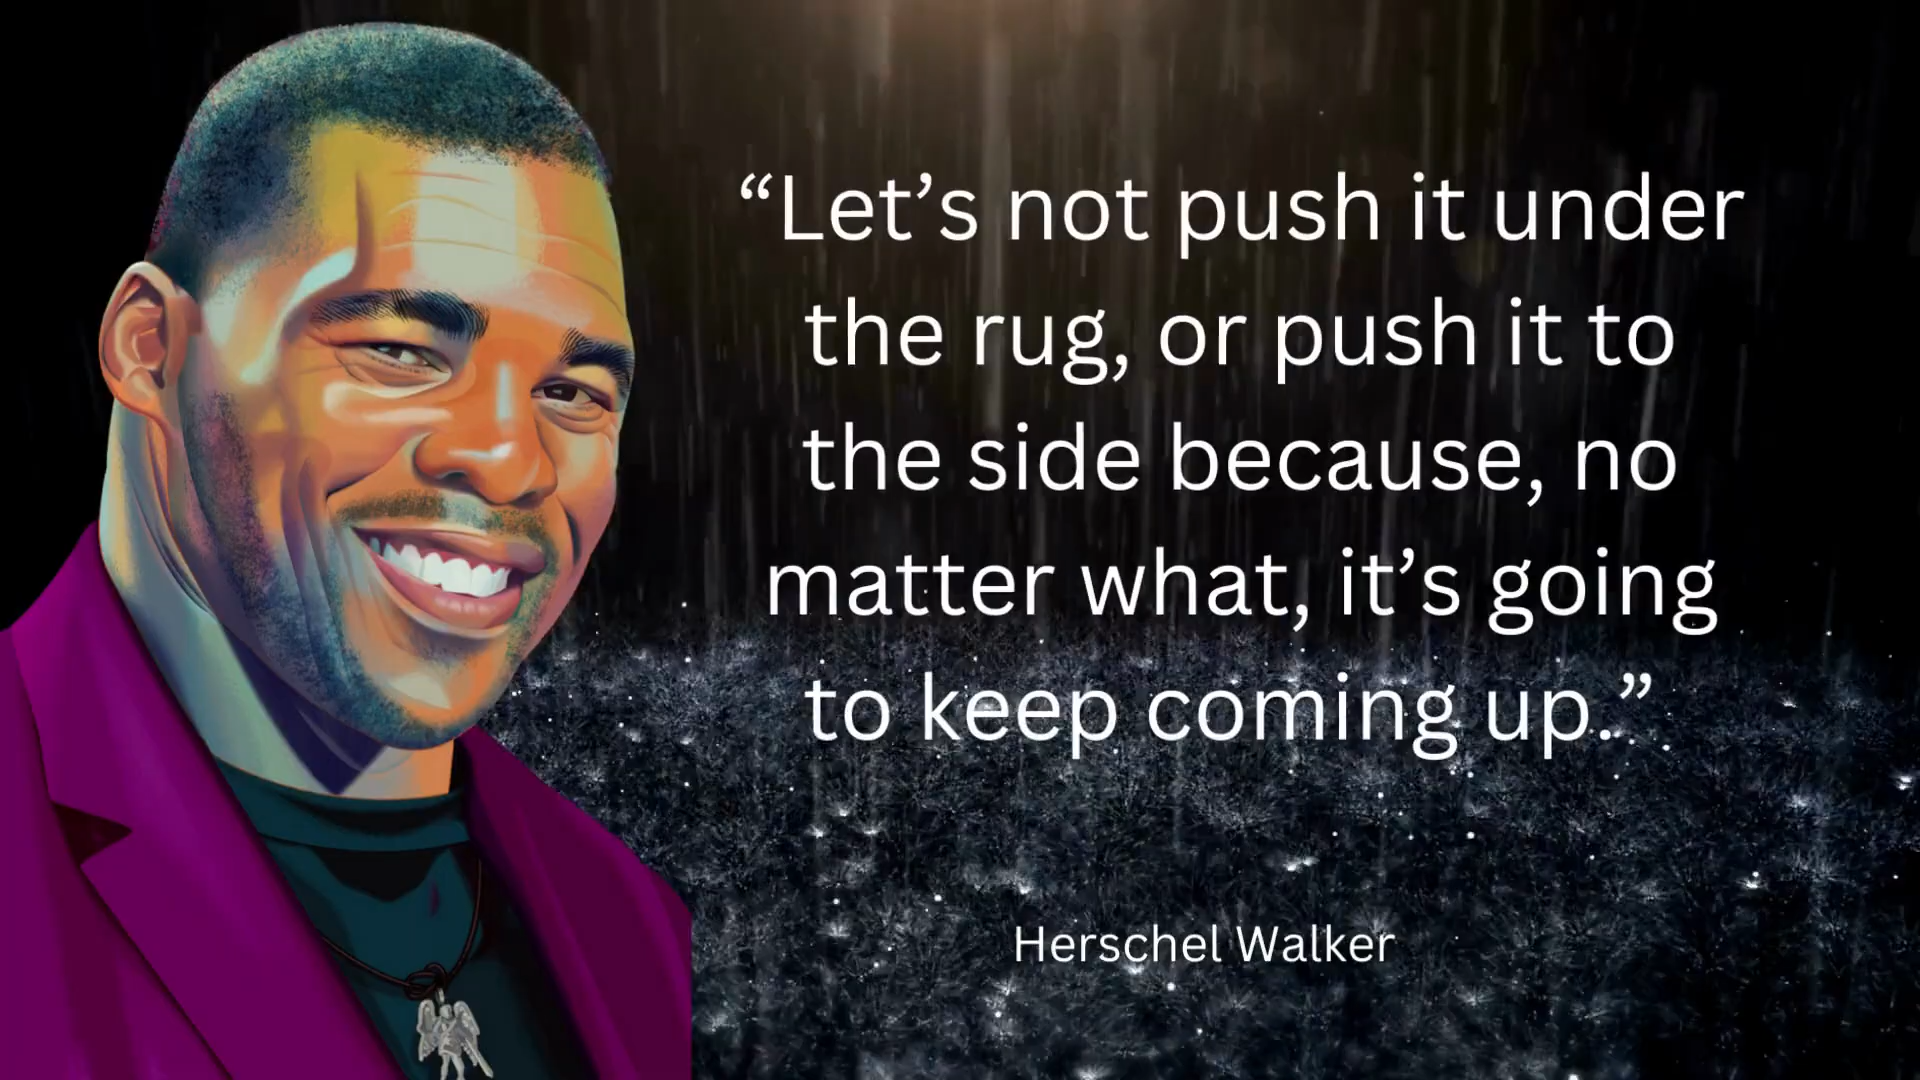 “Let’s not push it under
the rug, or push it to
the side because, no
matter what, it’s going
to keep coming up.”
Herschel Walker